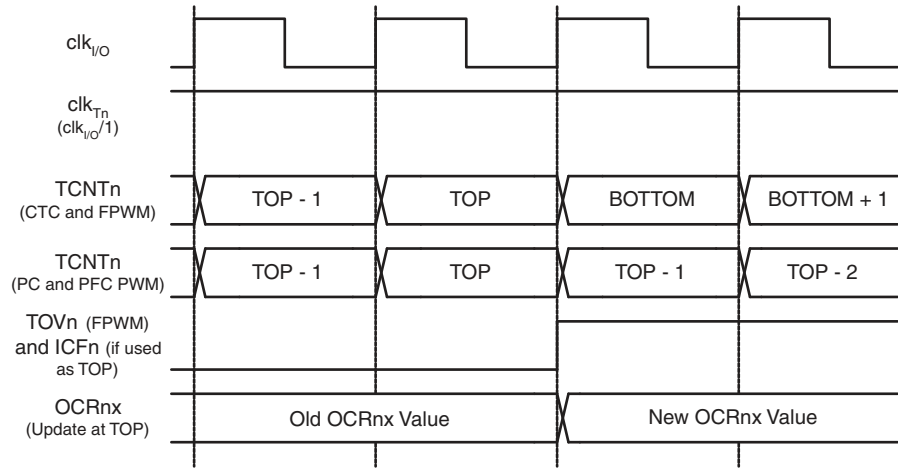 clkI/O
clkTn
(clkI/O/1)
TCNTn
(CTC and FPWM)
TOP - 1
TOP
BOTTOM
BOTTOM + 1
TCNTn
(PC and PFC PWM)
TOP - 1
TOP
TOP - 1
TOP - 2
TOVn (FPWM)
and ICFn (if used
as TOP)
OCRnx
(Update at TOP)
Old OCRnx Value
New OCRnx Value